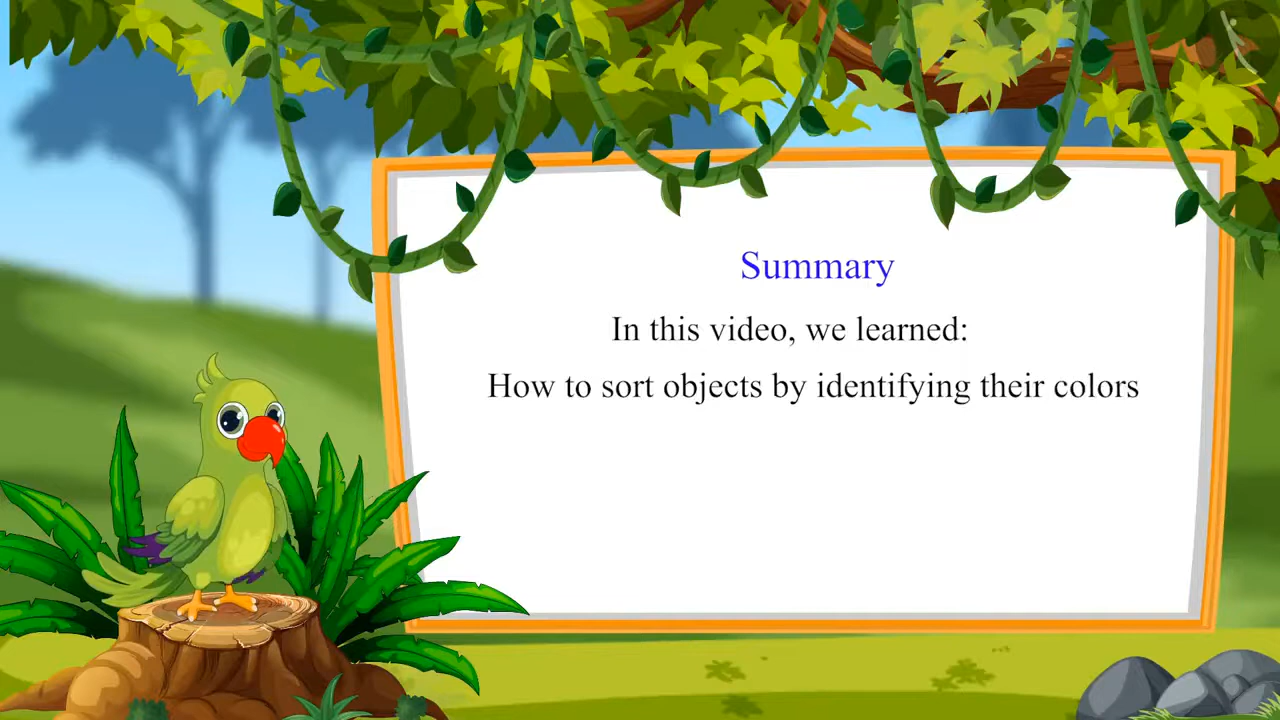 Summary
In this video, we learned:
How to sort objects by identifying their colors